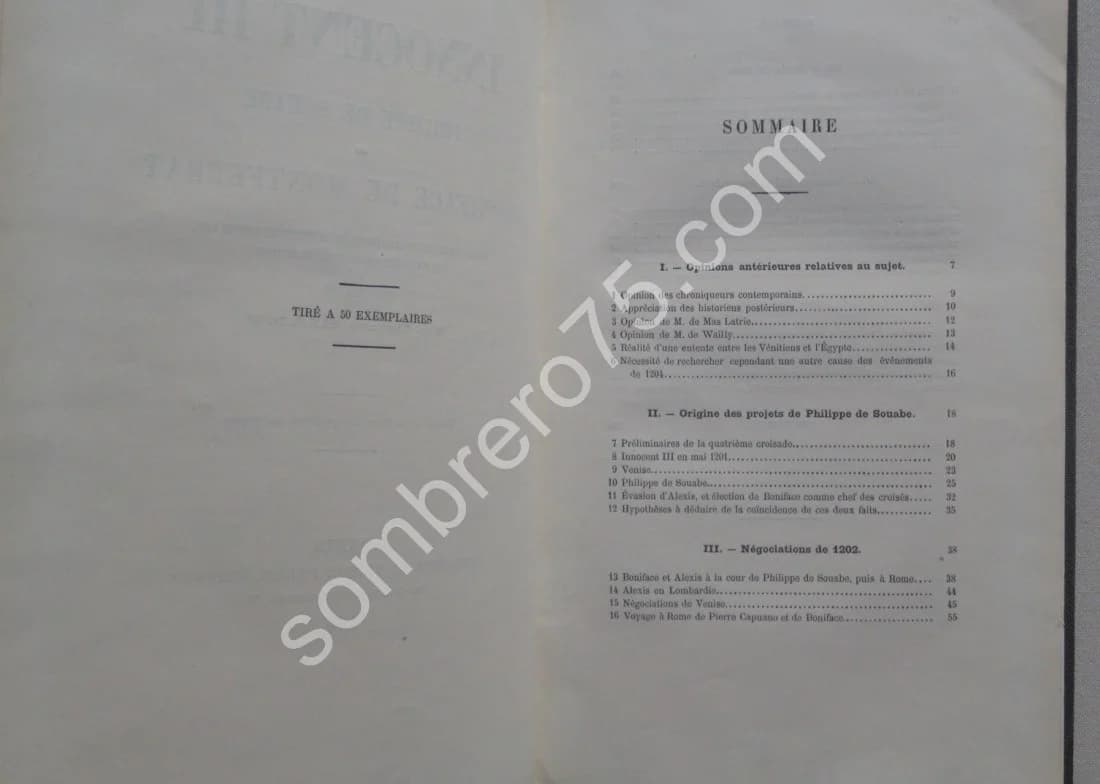 TIRÉ A 50 EXEMPLAIRES
SOMMAIRE
I. — Opinions antérieures relatives au sujet. 7
1 Opinion des chroniqueurs contemporains. 9
2 Appréciation des historiens postérieurs. 10
3 Opinion de M. de Mas Latrie. 12
4 Opinion de M. de Wailly. 13
5 Réalité d'une entente entre les Vénitiens et l'Égypte. 14
6 Nécessité de rechercher cependant une autre cause des événements
de 1204. 16
II. — Origine des projets de Philippe de Souabe. 18
7 Préliminaires de la quatrième croisade. 18
8 Innocent III en mai 1201. 20
9 Venise. 23
10 Philippe de Souabe. 25
11 Évasion d'Alexis, et élection de Boniface comme chef des croisés. 32
12 Hypothèses à déduire de la coïncidence de ces deux faits. 35
III. — Négociations de 1202. 38
13 Boniface et Alexis à la cour de Philippe de Souabe, puis à Rome. 38
14 Alexis en Lombardie. 44
15 Négociations de Venise. 45
16 Voyage à Rome de Pierre Capuano et de Boniface. 55
sombrero75.com